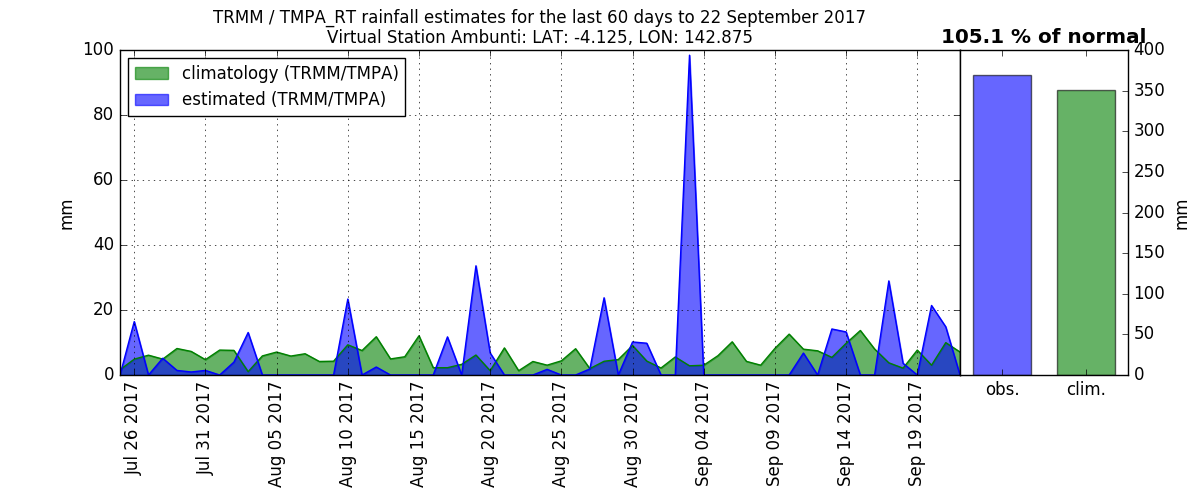 TRMM / TMPA_RT rainfall estimates for the last 60 days to 22 September 2017
Virtual Station Ambunti: LAT: -4.125, LON: 142.875
105.1 % of normal
climatology (TRMM/TMPA)
estimated (TRMM/TMPA)
100
80
60
40
20
0
mm
Jul 26 2017
Jul 31 2017
Aug 05 2017
Aug 10 2017
Aug 15 2017
Aug 20 2017
Aug 25 2017
Aug 30 2017
Sep 04 2017
Sep 09 2017
Sep 14 2017
Sep 19 2017
400
350
300
250
200
150
100
50
0
mm
obs.
clim.